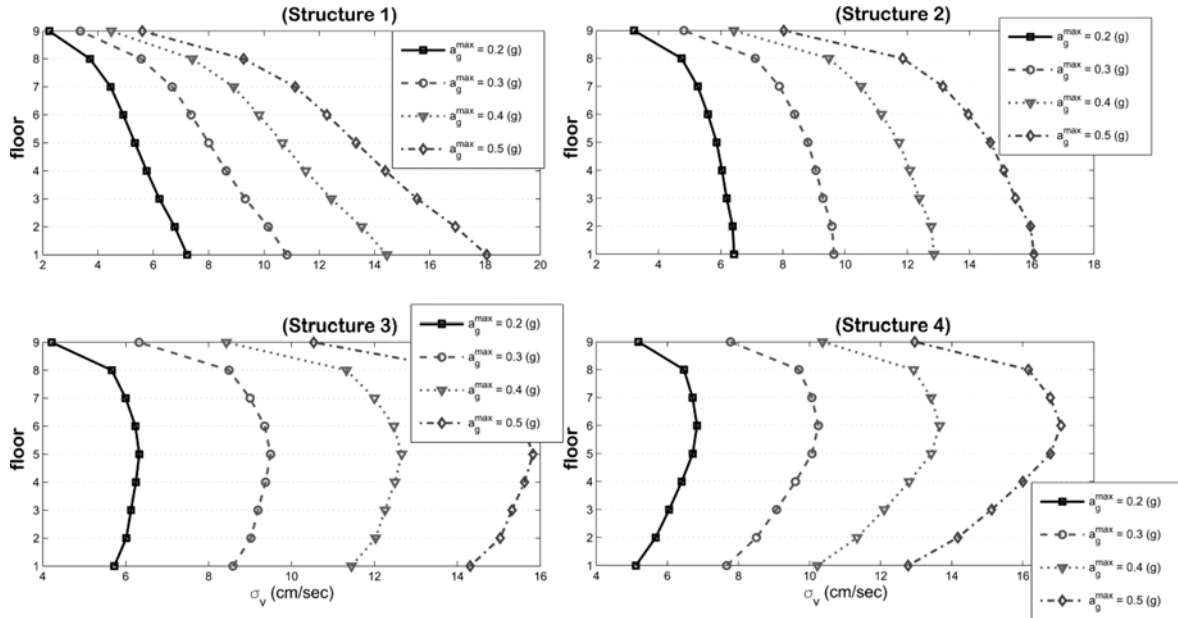 (Structure 1)
floor
9
8
7
6
5
4
3
2
1
2 4 6 8 10 12 14 16 18 20
a_g^max = 0.2 (g)
a_g^max = 0.3 (g)
a_g^max = 0.4 (g)
a_g^max = 0.5 (g)
(Structure 2)
floor
9
8
7
6
5
4
3
2
1
2 4 6 8 10 12 14 16 18
a_g^max = 0.2 (g)
a_g^max = 0.3 (g)
a_g^max = 0.4 (g)
a_g^max = 0.5 (g)
(Structure 3)
floor
9
8
7
6
5
4
3
2
1
4 6 8 10 12 14 16
σ_v (cm/sec)
a_g^max = 0.2 (g)
a_g^max = 0.3 (g)
a_g^max = 0.4 (g)
a_g^max = 0.5 (g)
(Structure 4)
floor
9
8
7
6
5
4
3
2
1
4 6 8 10 12 14 16
σ_v (cm/sec)
a_g^max = 0.2 (g)
a_g^max = 0.3 (g)
a_g^max = 0.4 (g)
a_g^max = 0.5 (g)